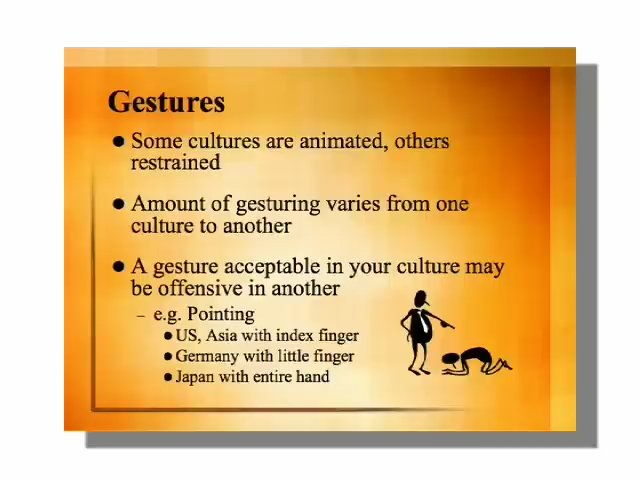 Gestures
● Some cultures are animated, others
restrained
● Amount of gesturing varies from one
culture to another
● A gesture acceptable in your culture may
be offensive in another
– e.g. Pointing
● US, Asia with index finger
● Germany with little finger
● Japan with entire hand